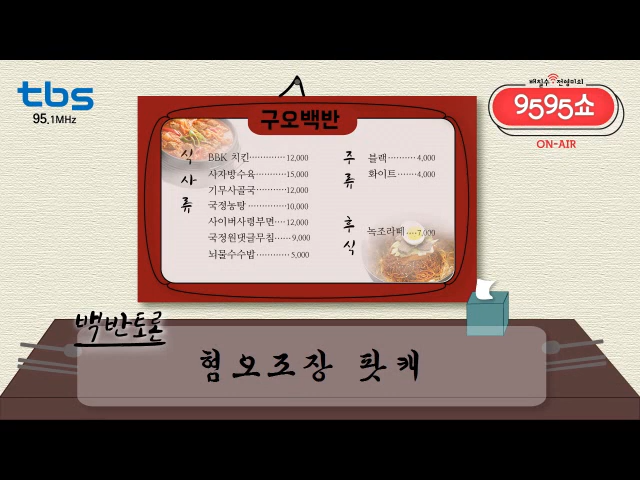 tbs
95.1MHz
배칠수 전영미의
9595쇼
ON-AIR
구오백반
식사류
BBK 치킨 12,000
사자방수육 15,000
기무사골국 12,000
국정농탕 10,000
사이버사령부면 12,000
국정원댓글무침 9,000
뇌물수수밥 5,000
주류
블랙 4,000
화이트 4,000
후식
녹조라떼 7,000
백반토론
혐오조장 팟캐